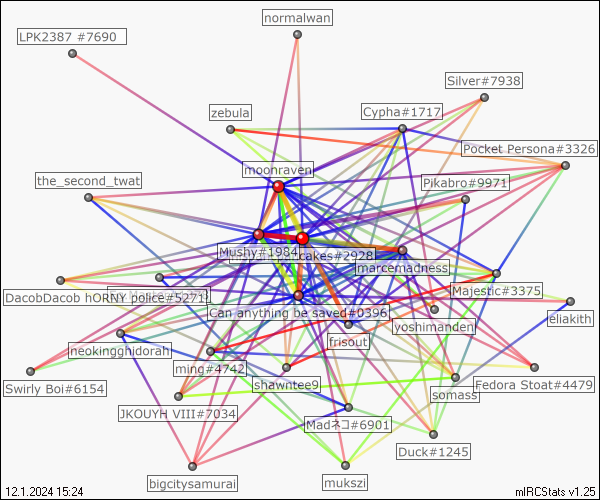 normalwan
LPK2387 #7690
Silver#7938
zebula
Cypha#1717
Pocket Persona#3326
moonraven
the_second_twat
Pikabro#9971
Mushy#1984
cakes#2928
marcemadness
DacobDacob
hORNY police#5271
Majestic#3375
Can anything be saved#0396
eliakith
yoshimanden
frisout
neokingghidorah
ming#4742
Swirly Boi#6154
shawntee9
Fedora Stoat#4479
somass
JKOUYH VIII#7034
Madネコ#6901
Duck#1245
bigcitysamurai
mukszi
12.1.2024 15:24
mIRCStats v1.25